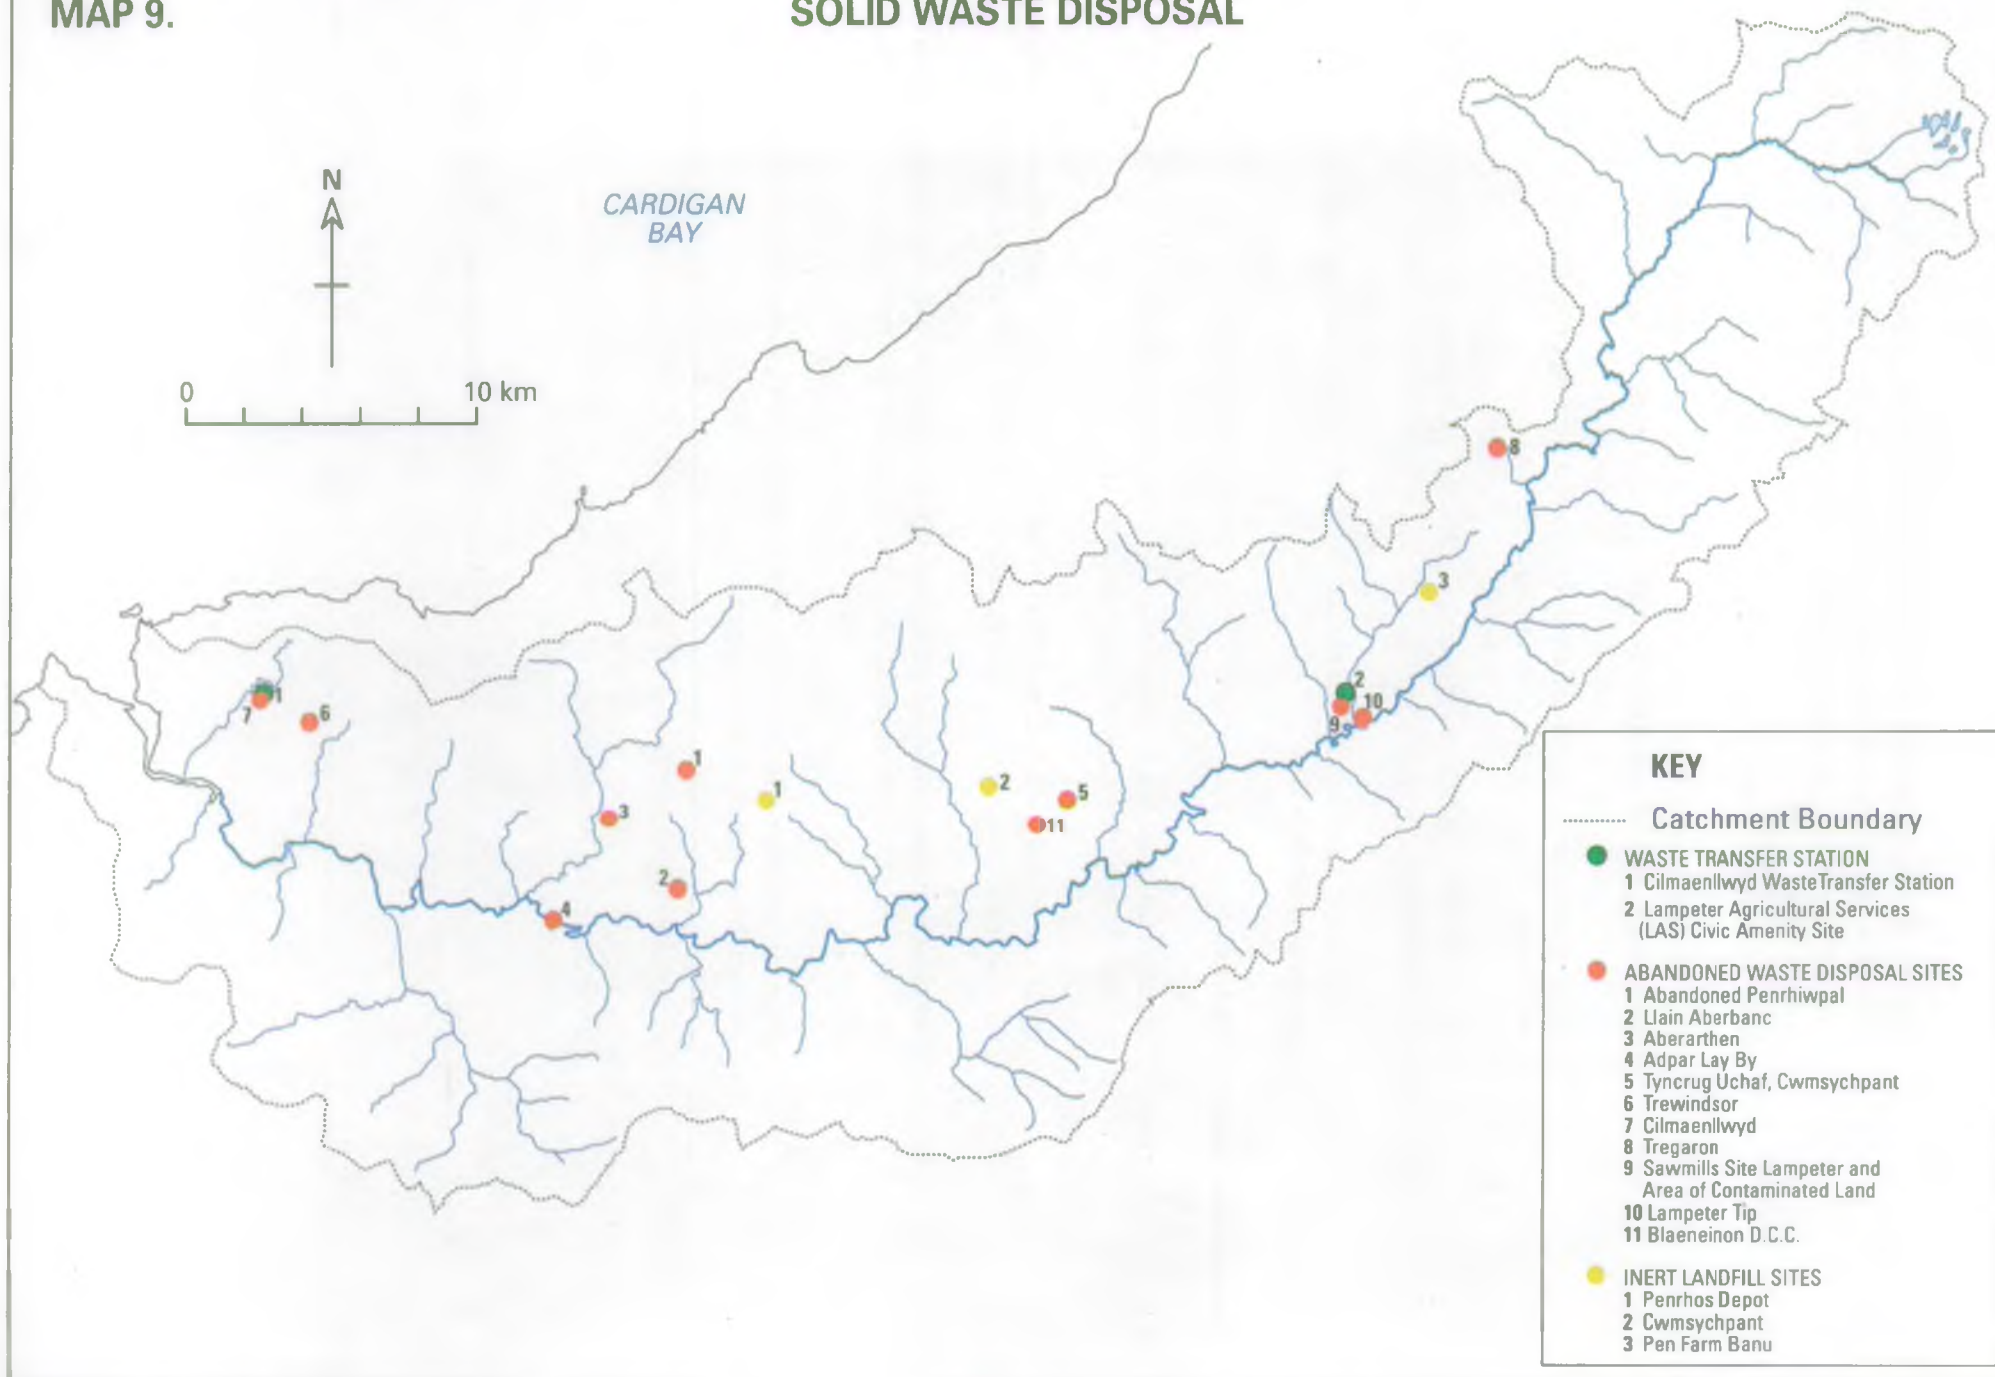 MAP 9.
SOLID WASTE DISPOSAL
N
CARDIGAN
BAY
0
10 km
8
3
2
10
9
1
7
6
1
3
1
2
5
11
2
4
KEY
Catchment Boundary
WASTE TRANSFER STATION
1 Cilmaenllwyd Waste Transfer Station
2 Lampeter Agricultural Services
(LAS) Civic Amenity Site
ABANDONED WASTE DISPOSAL SITES
1 Abandoned Penrhiwpal
2 Llain Aberbanc
3 Aberarthen
4 Adpar Lay By
5 Tyncrug Uchaf, Cwmsychpant
6 Trewindsor
7 Cilmaenllwyd
8 Tregaron
9 Sawmills Site Lampeter and
Area of Contaminated Land
10 Lampeter Tip
11 Blaeneinon D.C.C.
INERT LANDFILL SITES
1 Penrhos Depot
2 Cwmsychpant
3 Pen Farm Banu